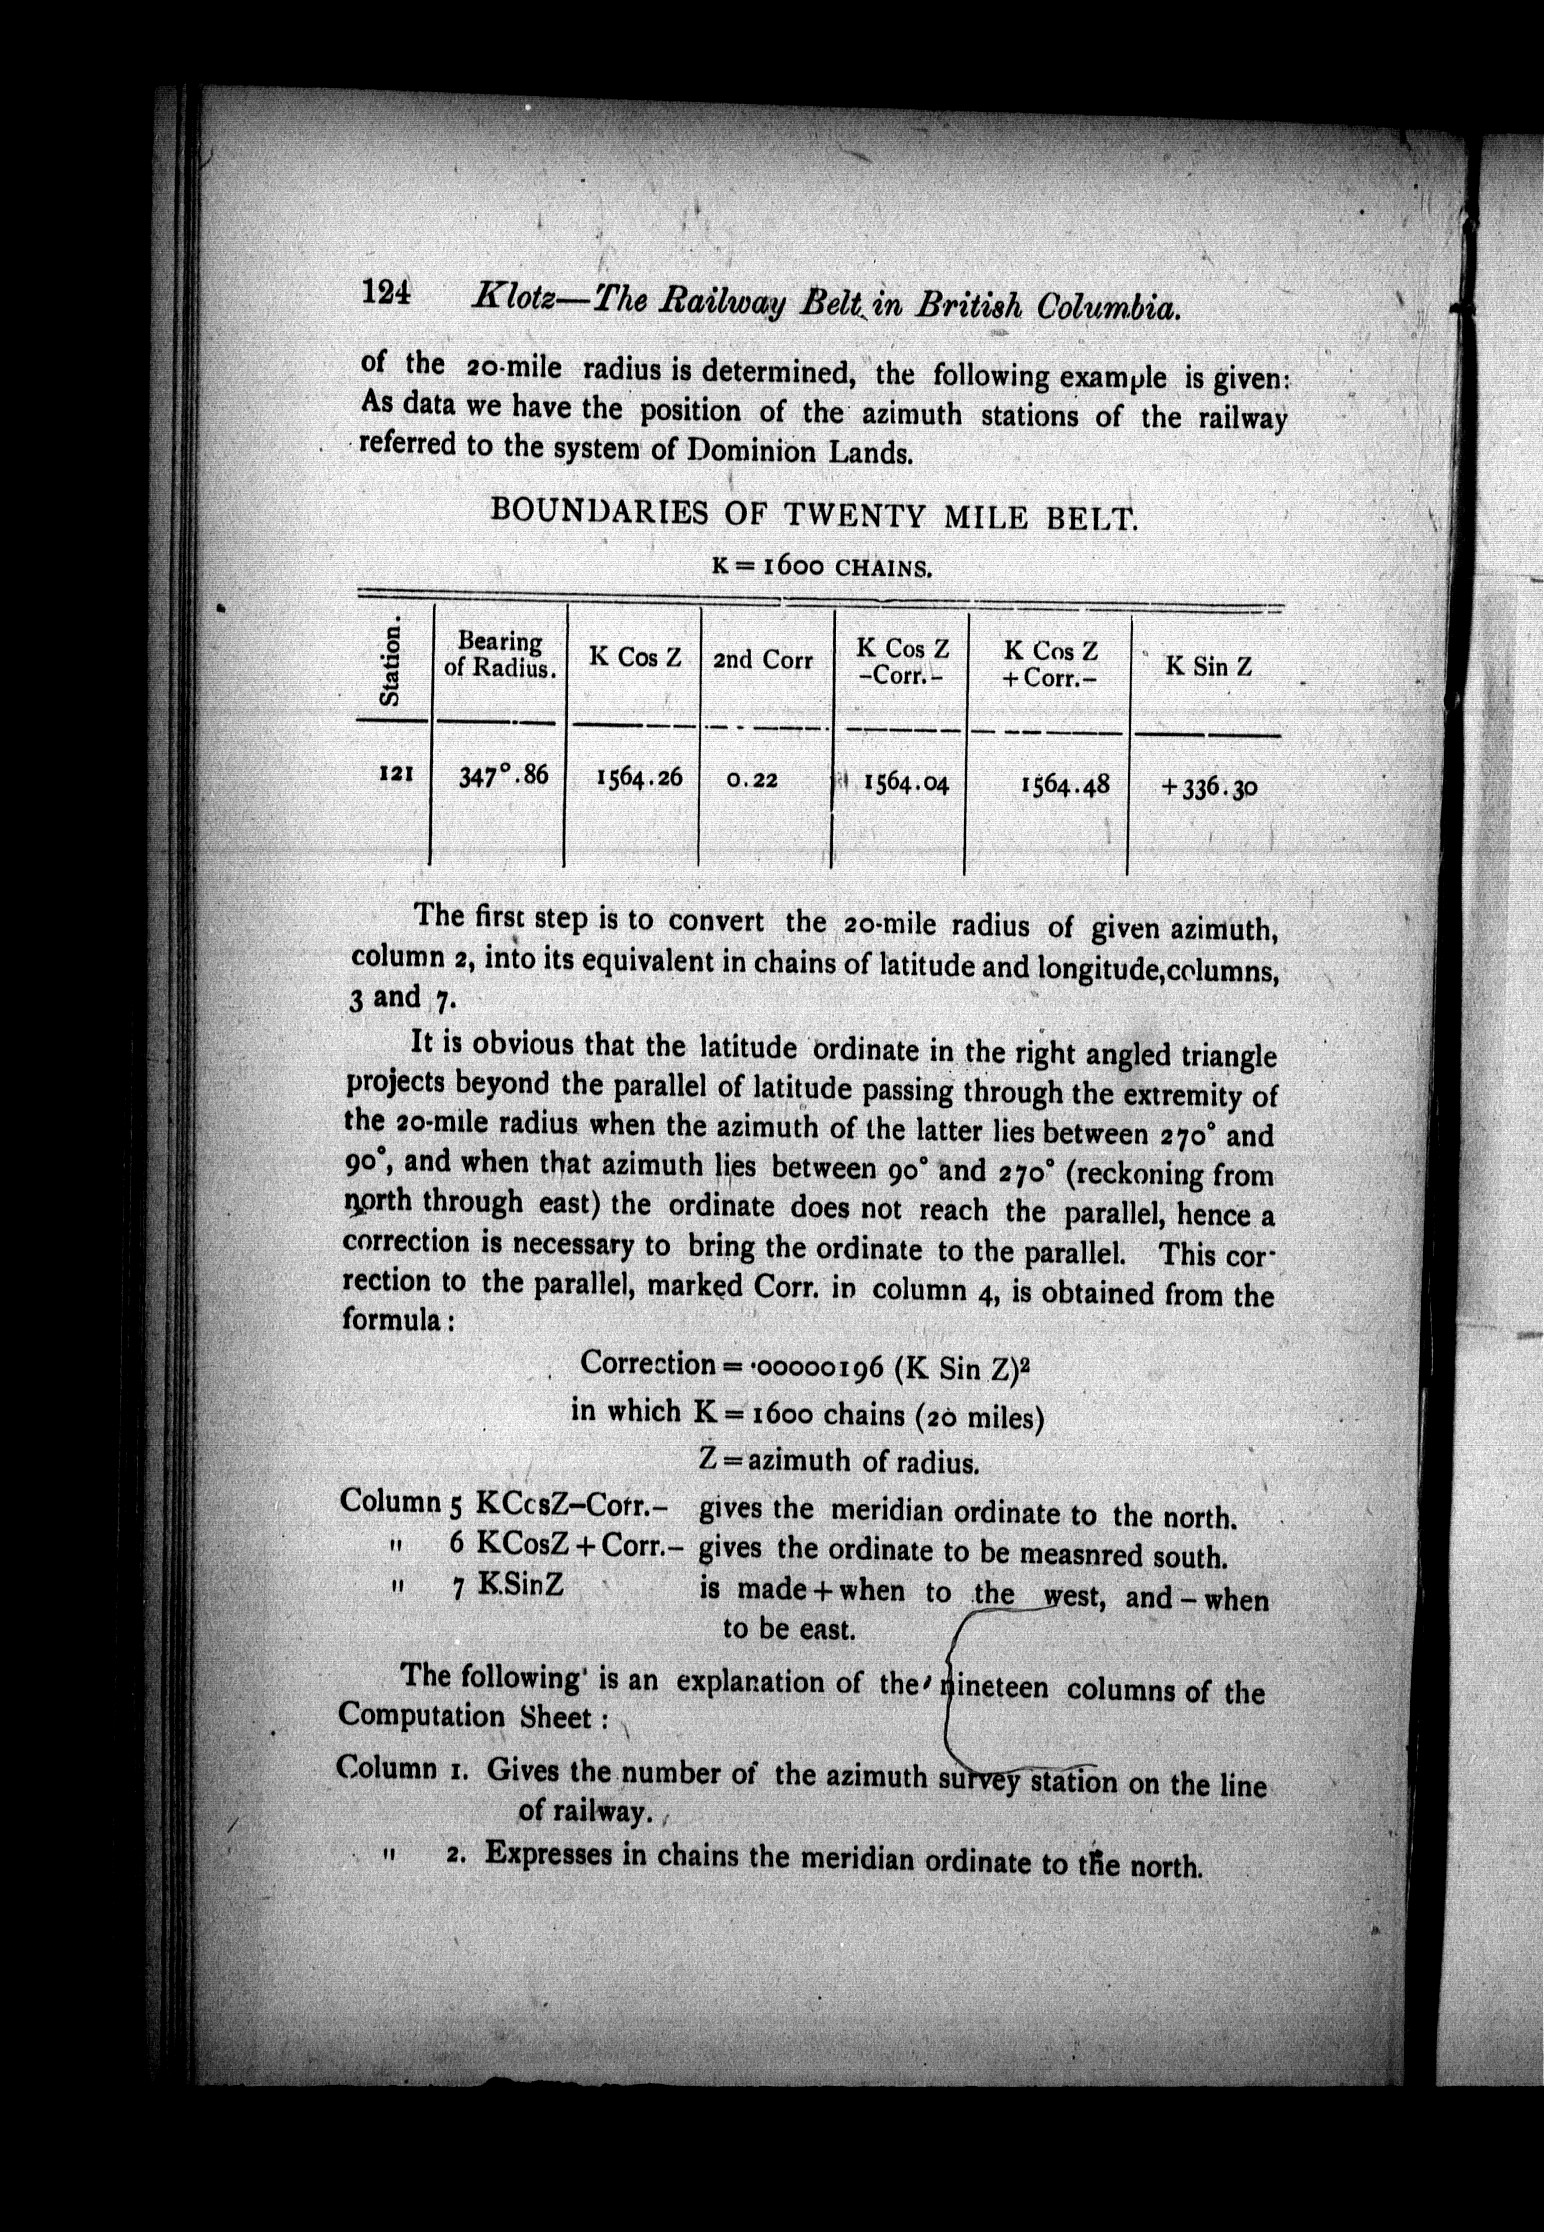 124 Klotz—The Railway Belt in British Columbia.
of the 20-mile radius is determined, the following example is given:
As data we have the position of the azimuth stations of the railway
referred to the system of Dominion Lands.
BOUNDARIES OF TWENTY MILE BELT.
K = 1600 CHAINS.
Station. | Bearing of Radius. | K Cos Z | 2nd Corr | K Cos Z -Corr.- | K Cos Z +Corr.- | K Sin Z
121 | 347°.86 | 1564.26 | 0.22 | 1564.04 | 1564.48 | +336.30
The first step is to convert the 20-mile radius of given azimuth,
column 2, into its equivalent in chains of latitude and longitude,columns,
3 and 7.
It is obvious that the latitude ordinate in the right angled triangle
projects beyond the parallel of latitude passing through the extremity of
the 20-mile radius when the azimuth of the latter lies between 270° and
90°, and when that azimuth lies between 90° and 270° (reckoning from
north through east) the ordinate does not reach the parallel, hence a
correction is necessary to bring the ordinate to the parallel. This cor-
rection to the parallel, marked Corr. in column 4, is obtained from the
formula :
Correction = ·00000196 (K Sin Z)²
in which K = 1600 chains (20 miles)
Z = azimuth of radius.
Column 5 KCosZ–Corr.- gives the meridian ordinate to the north.
" 6 KCosZ + Corr.– gives the ordinate to be measnred south.
" 7 K.SinZ is made + when to the west, and – when
to be east.
The following' is an explanation of the nineteen columns of the
Computation Sheet :
Column 1. Gives the number of the azimuth survey station on the line
of railway.
" 2. Expresses in chains the meridian ordinate to the north.